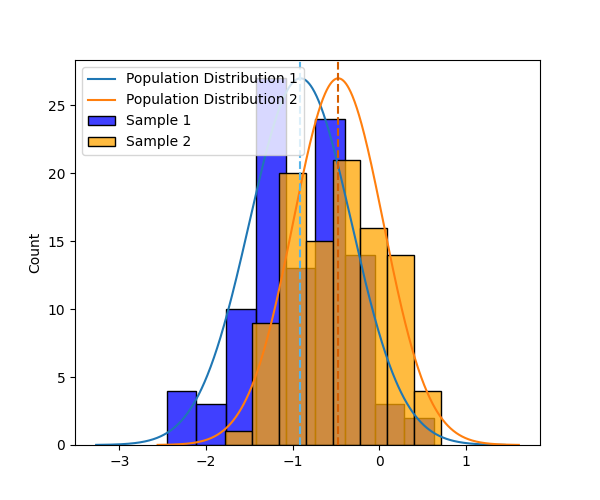 Population Distribution 1
Population Distribution 2
Sample 1
Sample 2
Count
25
20
15
10
5
0
−3
−2
−1
0
1